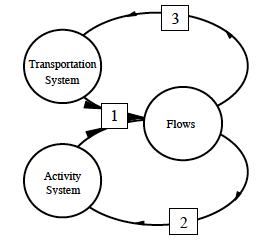 3
Transportation
System
1
Flows
Activity
System
2